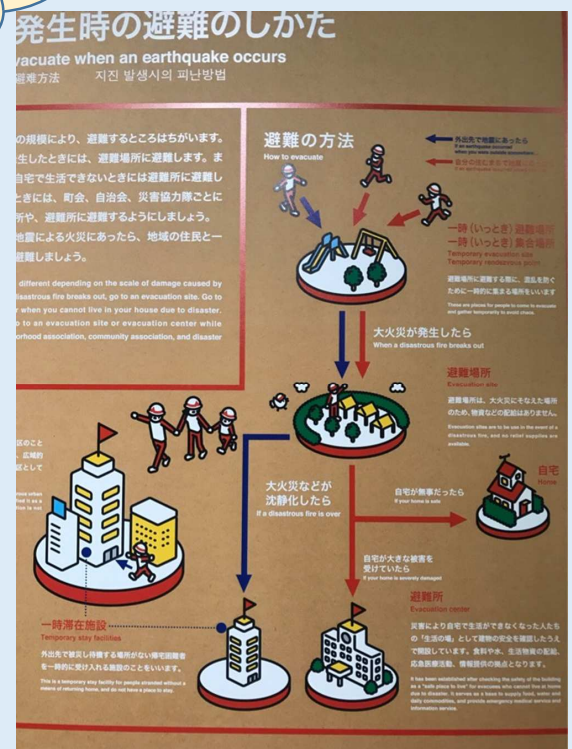 発生時の避難のしかた
vacuate when an earthquake occurs
避难方法 지진 발생시의 피난방법
の規模により、避難するところはちがいます。
生したときには、避難場所に避難します。ま
自宅で生活できないときは避難所に避難し
ときには、町会、自治会、災害協力隊ごとに
所や、避難所に避難するようにしましょう。
地震による火災にあったら、地域の住民と一
避難しましょう。
different depending on the scale of damage caused by
disastrous fire breaks out, go to an evacuation site. Go to
when you cannot live in your house due to disaster.
to an evacuation site or evacuation center while
orhood association, community association, and disaster
避難の方法
How to evacuate
外出先で地震にあったら
If an earthquake occurred
一時(いっとき)避難場所
一時(いっとき)集合場所
Temporary evacuation site
Temporary rendezvous point
避難場所に避難する際に、混乱を防ぐ
ために一時的に集まる場所をいいます
These are places for people to come to evacuate
and gather temporarily to avoid chaos.
大火災が発生したら
When a disastrous fire breaks out
避難場所
Evacuation site
避難場所は、大火災にそなえた場所
のため、物資などの配給はありません。
Evacuation sites are to be used in the event of a
disastrous fire, and no relief supplies are
available.
区のこと
、広域的
区として
大火災などが
沈静化したら
If a disastrous fire is over
自宅が無事だったら
If your home is safe
自宅
Home
自宅が大きな被害を
受けていたら
If your home is severely damaged
避難所
Evacuation center
災害により自宅で生活ができなくなった人たち
の「生活の場」として建物の安全を確認したうえ
で開設しています。食料や水、生活物資の配給、
応急医療活動、情報提供の拠点となります。
It has been established after checking the safety of the building
as a "safe place to live" for evacuees who cannot live at home
due to disaster. It serves as a base to supply food, water and
daily commodities, and provide emergency medical service and
information service.
一時滞在施設
Temporary stay facilities
外出先で被災し待機する場所がない帰宅困難者
を一時的に受け入れる施設のことをいいます。
This is a temporary stay facility for people stranded without a
means of returning home, and do not have a place to stay.